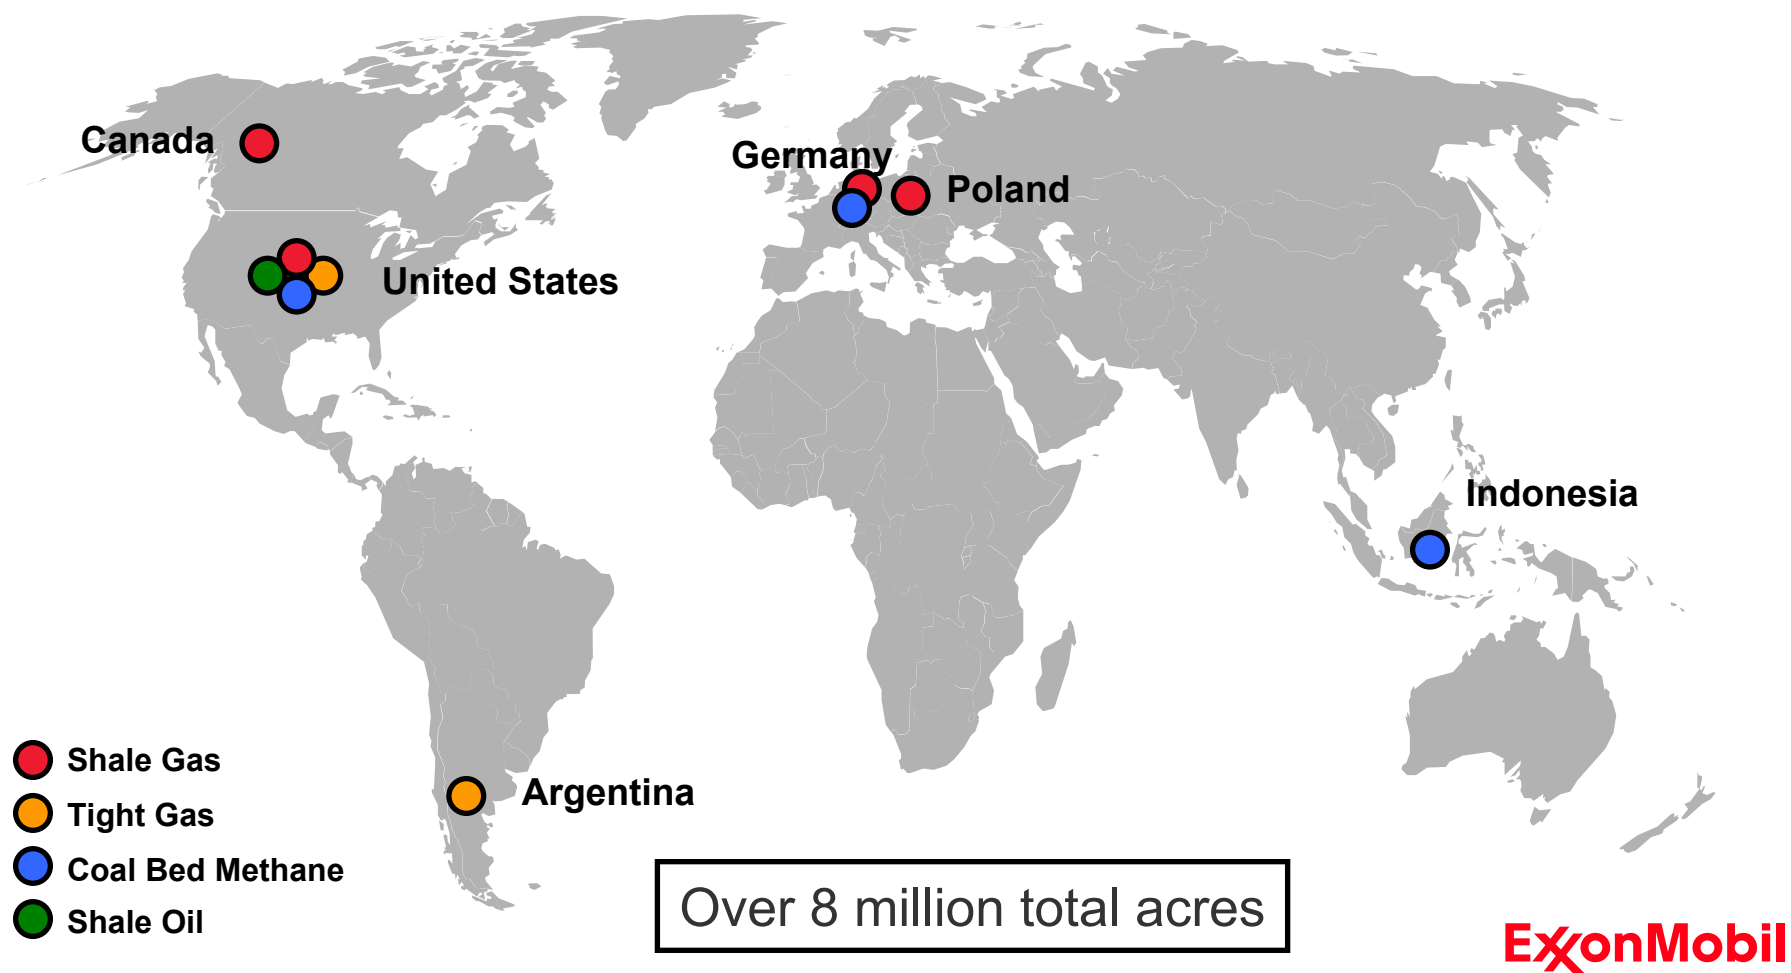 Canada
Germany
Poland
United States
Indonesia
Shale Gas
Argentina
Tight Gas
Coal Bed Methane
Over 8 million total acres
Shale Oil
ExxonMobil